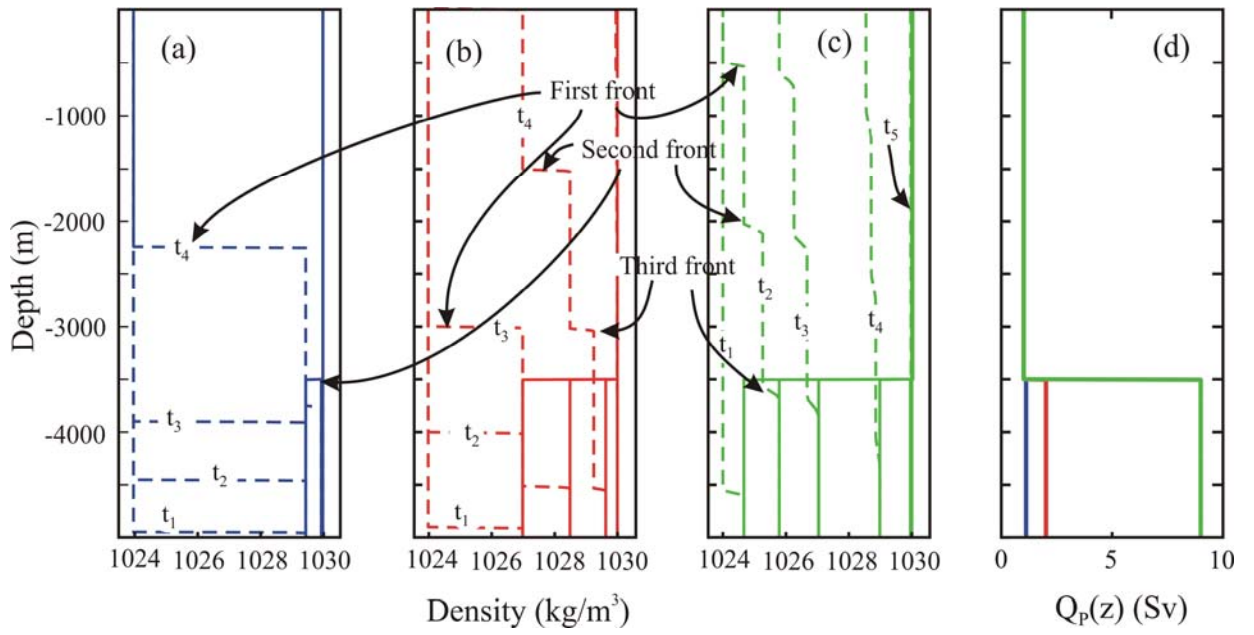 (a)
(b)
(c)
(d)
First front
Second front
Third front
t4
t3
t2
t1
t4
t3
t2
t1
t5
t2
t3
t4
t1
Depth (m)
-1000
-2000
-3000
-4000
1024 1026 1028 1030
1024 1026 1028 1030
1024 1026 1028 1030
0 5 10
Density (kg/m³)
Qₚ(z) (Sv)